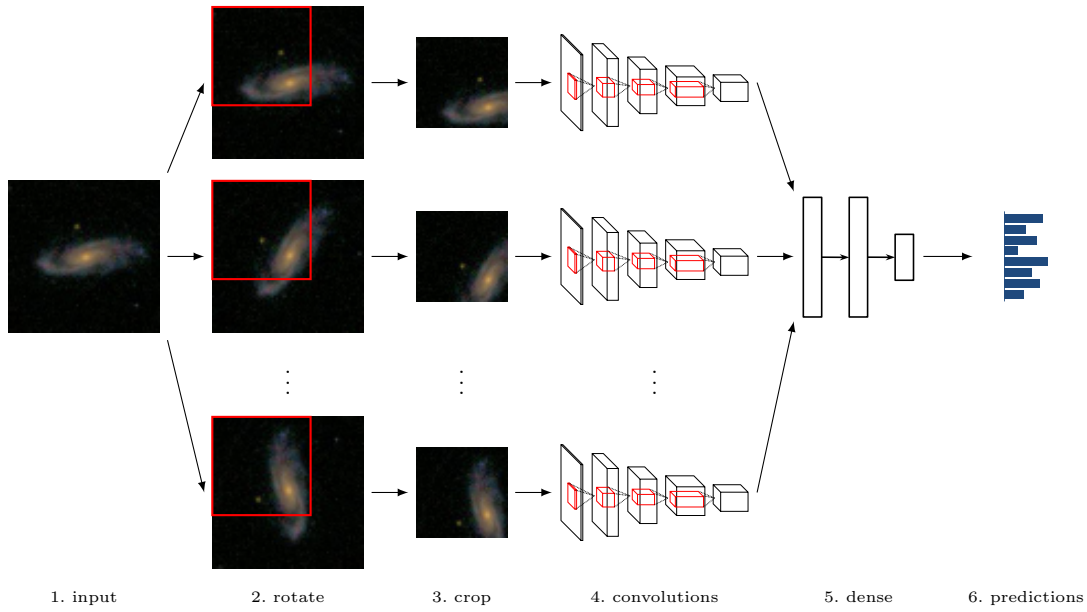 1. input
2. rotate
3. crop
4. convolutions
5. dense
6. predictions